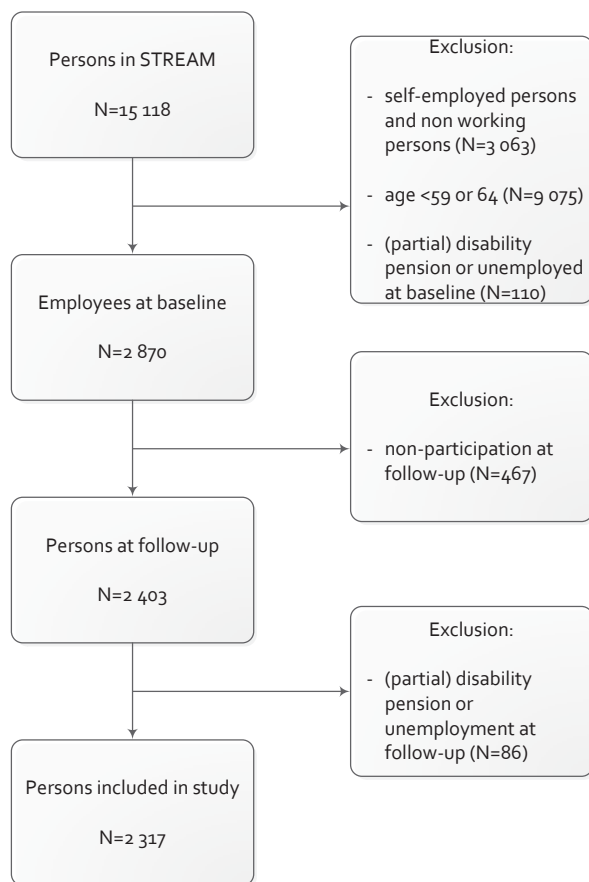 Persons in STREAM
N=15 118
Exclusion:
- self-employed persons
and non working
persons (N=3 063)
- age <59 or 64 (N=9 075)
- (partial) disability
pension or unemployed
at baseline (N=110)
Employees at baseline
N=2 870
Exclusion:
- non-participation at
follow-up (N=467)
Persons at follow-up
N=2 403
Exclusion:
- (partial) disability
pension or
unemployment at
follow-up (N=86)
Persons included in study
N=2 317